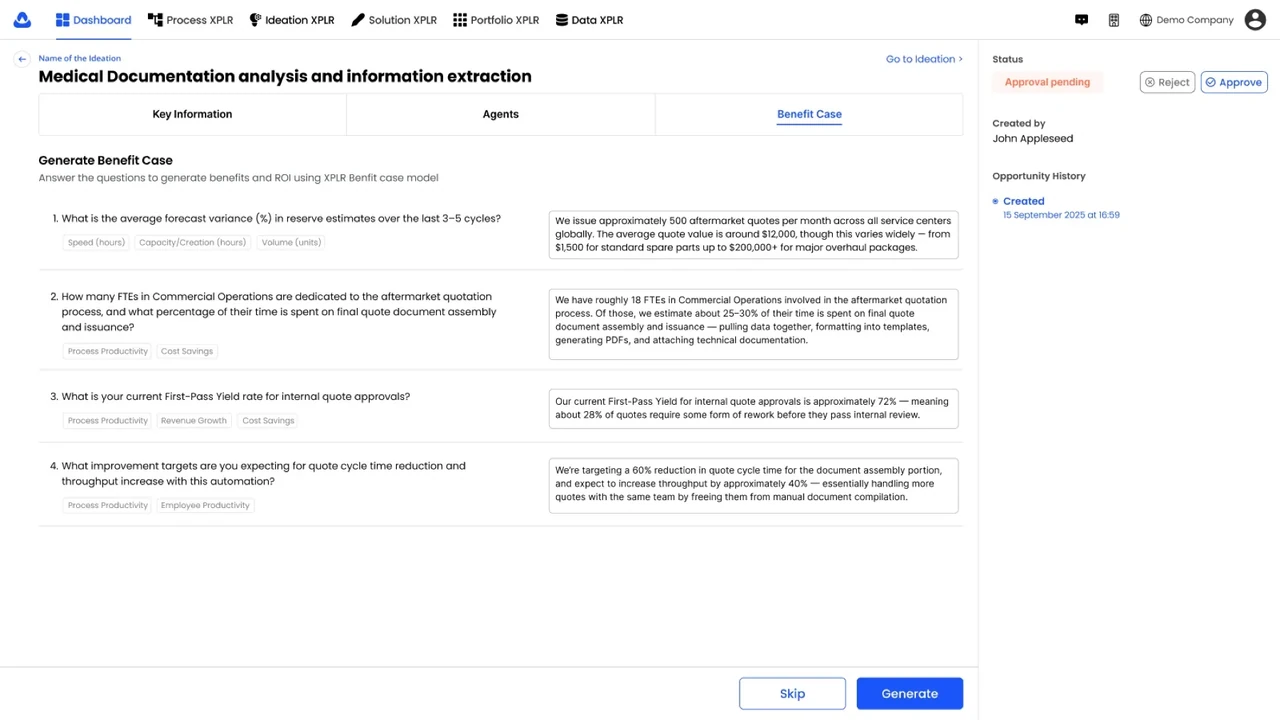 Dashboard Process XPLR Ideation XPLR Solution XPLR Portfolio XPLR Data XPLR Demo Company
Name of the Ideation
Go to Ideation >
Medical Documentation analysis and information extraction
Key Information Agents Benefit Case
Generate Benefit Case
Answer the questions to generate benefits and ROI using XPLR Benfit case model
1. What is the average forecast variance (%) in reserve estimates over the last 3–5 cycles?
Speed (hours) Capacity/Creation (hours) Volume (units)
We issue approximately 500 aftermarket quotes per month across all service centers
globally. The average quote value is around $12,000, though this varies widely — from
$1,500 for standard spare parts up to $200,000+ for major overhaul packages.
2. How many FTEs in Commercial Operations are dedicated to the aftermarket quotation
process, and what percentage of their time is spent on final quote document assembly
and issuance?
Process Productivity Cost Savings
We have roughly 18 FTEs in Commercial Operations involved in the aftermarket quotation
process. Of those, we estimate about 25–30% of their time is spent on final quote
document assembly and issuance — pulling data together, formatting into templates,
generating PDFs, and attaching technical documentation.
3. What is your current First-Pass Yield rate for internal quote approvals?
Process Productivity Revenue Growth Cost Savings
Our current First-Pass Yield for internal quote approvals is approximately 72% — meaning
about 28% of quotes require some form of rework before they pass internal review.
4. What improvement targets are you expecting for quote cycle time reduction and
throughput increase with this automation?
Process Productivity Employee Productivity
We're targeting a 60% reduction in quote cycle time for the document assembly portion,
and expect to increase throughput by approximately 40% — essentially handling more
quotes with the same team by freeing them from manual document compilation.
Skip Generate
Status
Approval pending Reject Approve
Created by
John Appleseed
Opportunity History
Created
15 September 2025 at 16:59